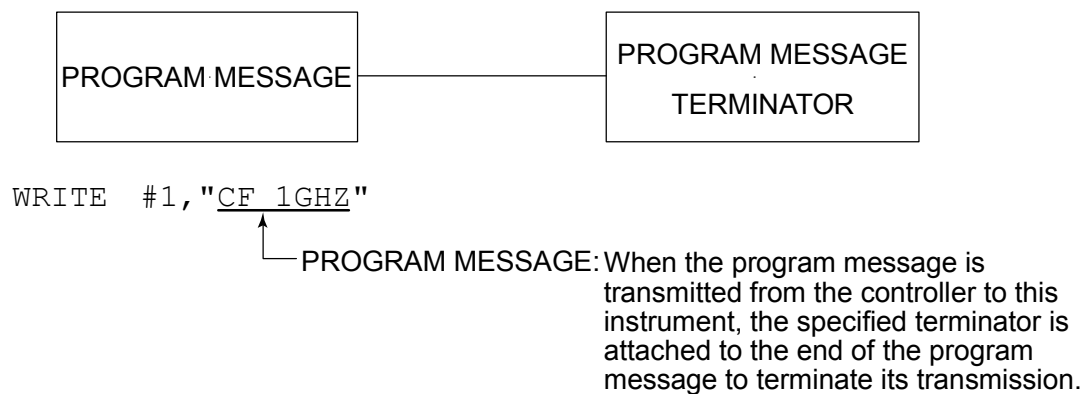 PROGRAM MESSAGE
PROGRAM MESSAGE
TERMINATOR
WRITE #1,"CF 1GHZ"
PROGRAM MESSAGE: When the program message is
transmitted from the controller to this
instrument, the specified terminator is
attached to the end of the program
message to terminate its transmission.